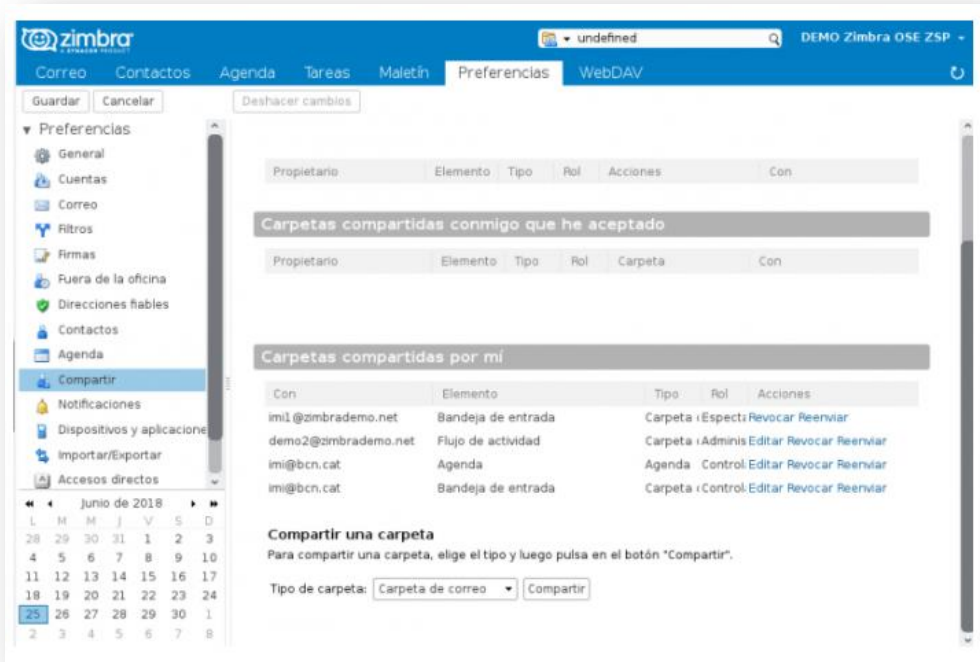 zimbra
A SYNACOR PRODUCT
undefined
DEMO Zimbra OSE ZSP
Correo Contactos Agenda Tareas Maletín Preferencias WebDAV
Guardar Cancelar Deshacer cambios
Preferencias
General
Cuentas
Correo
Filtros
Firmas
Fuera de la oficina
Direcciones fiables
Contactos
Agenda
Compartir
Notificaciones
Dispositivos y aplicacione
Importar/Exportar
Accesos directos
Junio de 2018
L M M J V S D
28 29 30 31 1 2 3
4 5 6 7 8 9 10
11 12 13 14 15 16 17
18 19 20 21 22 23 24
25 26 27 28 29 30 1
2 3 4 5 6 7 8
Propietario Elemento Tipo Rol Acciones Con
Carpetas compartidas conmigo que he aceptado
Propietario Elemento Tipo Rol Carpeta Con
Carpetas compartidas por mí
Con Elemento Tipo Rol Acciones
imi1@zimbrademo.net Bandeja de entrada Carpeta Espect Revocar Reenviar
demo2@zimbrademo.net Flujo de actividad Carpeta Adminis Editar Revocar Reenviar
imi@bcn.cat Agenda Agenda Control Editar Revocar Reenviar
imi@bcn.cat Bandeja de entrada Carpeta Control Editar Revocar Reenviar
Compartir una carpeta
Para compartir una carpeta, elige el tipo y luego pulsa en el botón "Compartir".
Tipo de carpeta: Carpeta de correo Compartir